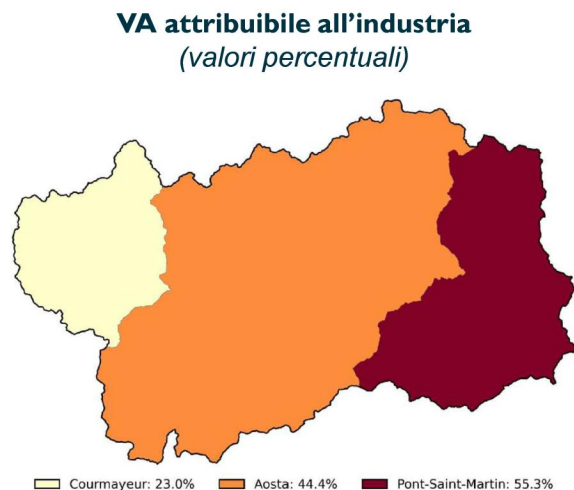 VA attribuibile all’industria
(valori percentuali)
Courmayeur: 23.0% Aosta: 44.4% Pont-Saint-Martin: 55.3%